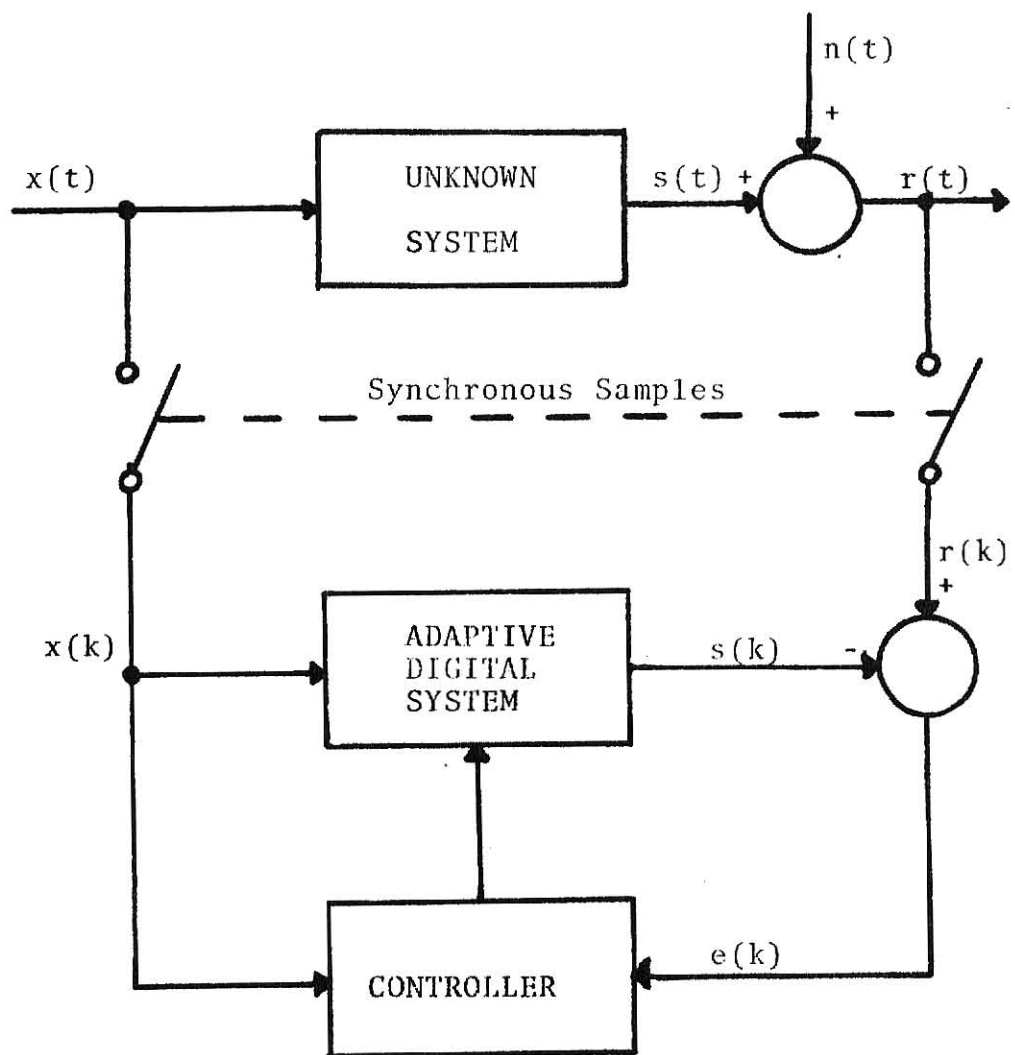 n(t)
+
x(t)
UNKNOWN
SYSTEM
s(t) +
r(t)
Synchronous Samples
r(k)
+
x(k)
ADAPTIVE
DIGITAL
SYSTEM
s(k)
-
CONTROLLER
e(k)